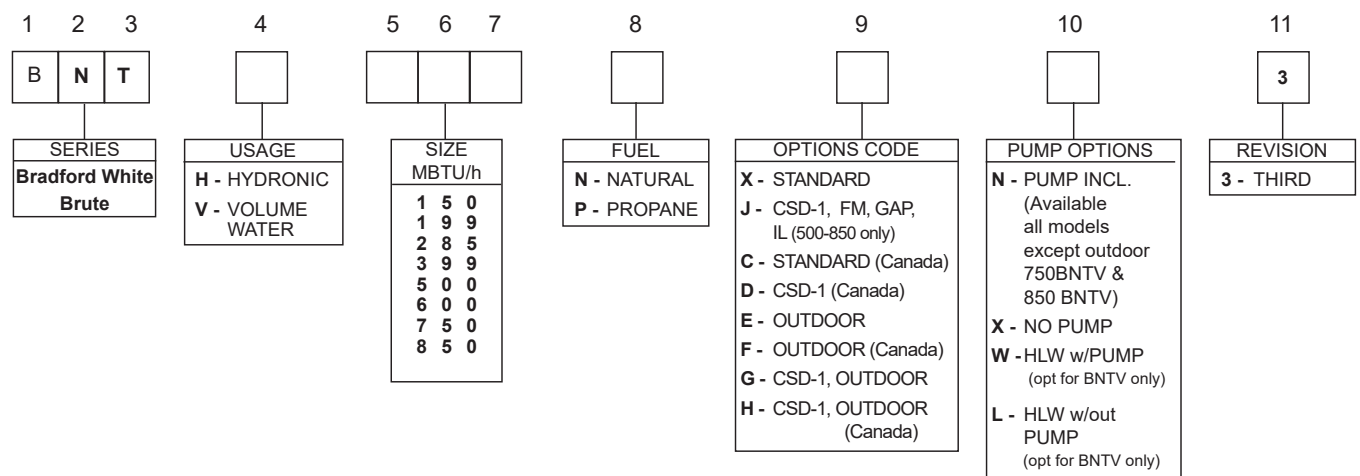 1 2 3 4 5 6 7 8 9 10 11
B N T 3
SERIES
Bradford White
Brute
USAGE
H - HYDRONIC
V - VOLUME
WATER
SIZE
MBTU/h
1 5 0
1 9 9
2 8 5
3 9 9
5 0 0
6 0 0
7 5 0
8 5 0
FUEL
N - NATURAL
P - PROPANE
OPTIONS CODE
X - STANDARD
J - CSD-1, FM, GAP,
IL (500-850 only)
C - STANDARD (Canada)
D - CSD-1 (Canada)
E - OUTDOOR
F - OUTDOOR (Canada)
G - CSD-1, OUTDOOR
H - CSD-1, OUTDOOR
(Canada)
PUMP OPTIONS
N - PUMP INCL.
(Available
all models
except outdoor
750BNTV &
850 BNTV)
X - NO PUMP
W - HLW w/PUMP
(opt for BNTV only)
L - HLW w/out
PUMP
(opt for BNTV only)
REVISION
3 - THIRD